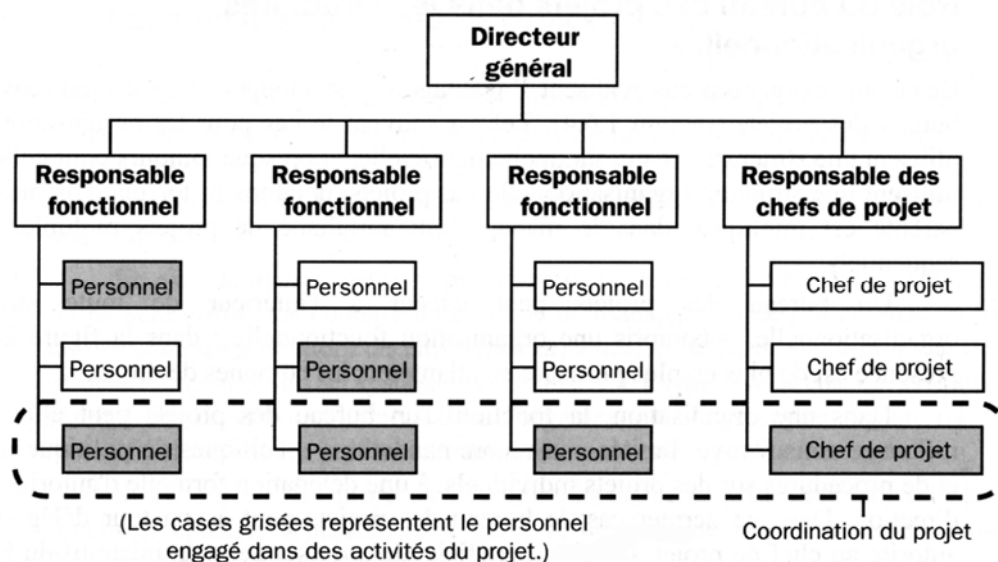 Directeur
général
Responsable
fonctionnel
Responsable
fonctionnel
Responsable
fonctionnel
Responsable des
chefs de projet
Personnel
Personnel
Personnel
Chef de projet
Personnel
Personnel
Personnel
Chef de projet
Personnel
Personnel
Personnel
Chef de projet
(Les cases grisées représentent le personnel
engagé dans des activités du projet.)
Coordination du projet